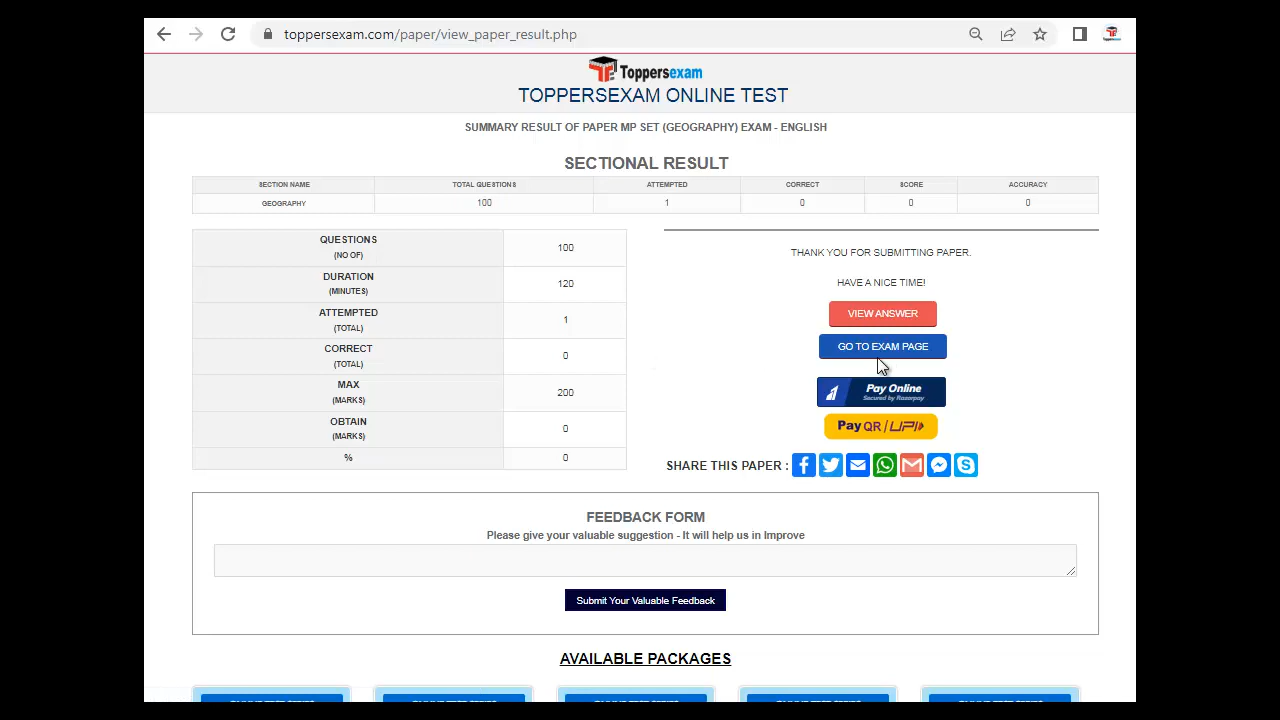 toppersexam.com/paper/view_paper_result.php
Toppersexam
TOPPERSEXAM ONLINE TEST
SUMMARY RESULT OF PAPER MP SET (GEOGRAPHY) EXAM - ENGLISH
SECTIONAL RESULT
SECTION NAME TOTAL QUESTIONS ATTEMPTED CORRECT SCORE ACCURACY
GEOGRAPHY 100 1 0 0 0
QUESTIONS
(NO OF) 100
DURATION
(MINUTES) 120
ATTEMPTED
(TOTAL) 1
CORRECT
(TOTAL) 0
MAX
(MARKS) 200
OBTAIN
(MARKS) 0
% 0
THANK YOU FOR SUBMITTING PAPER.
HAVE A NICE TIME!
VIEW ANSWER
GO TO EXAM PAGE
Pay Online
Secured by Razorpay
Pay QR / UPI
SHARE THIS PAPER :
FEEDBACK FORM
Please give your valuable suggestion - It will help us in Improve
Submit Your Valuable Feedback
AVAILABLE PACKAGES